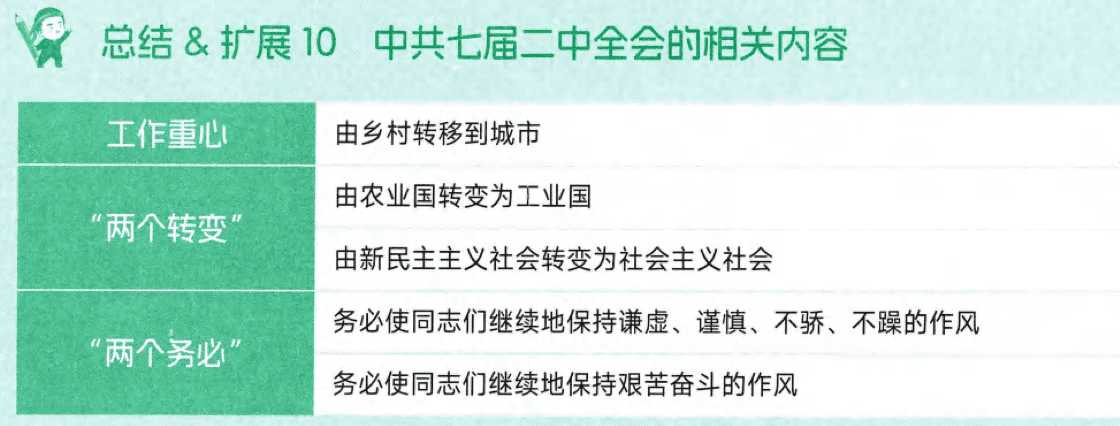 总结 & 扩展 10 中共七届二中全会的相关内容
工作重心
由乡村转移到城市
“两个转变”
由农业国转变为工业国
由新民主主义社会转变为社会主义社会
“两个务必”
务必使同志们继续地保持谦虚、谨慎、不骄、不躁的作风
务必使同志们继续地保持艰苦奋斗的作风